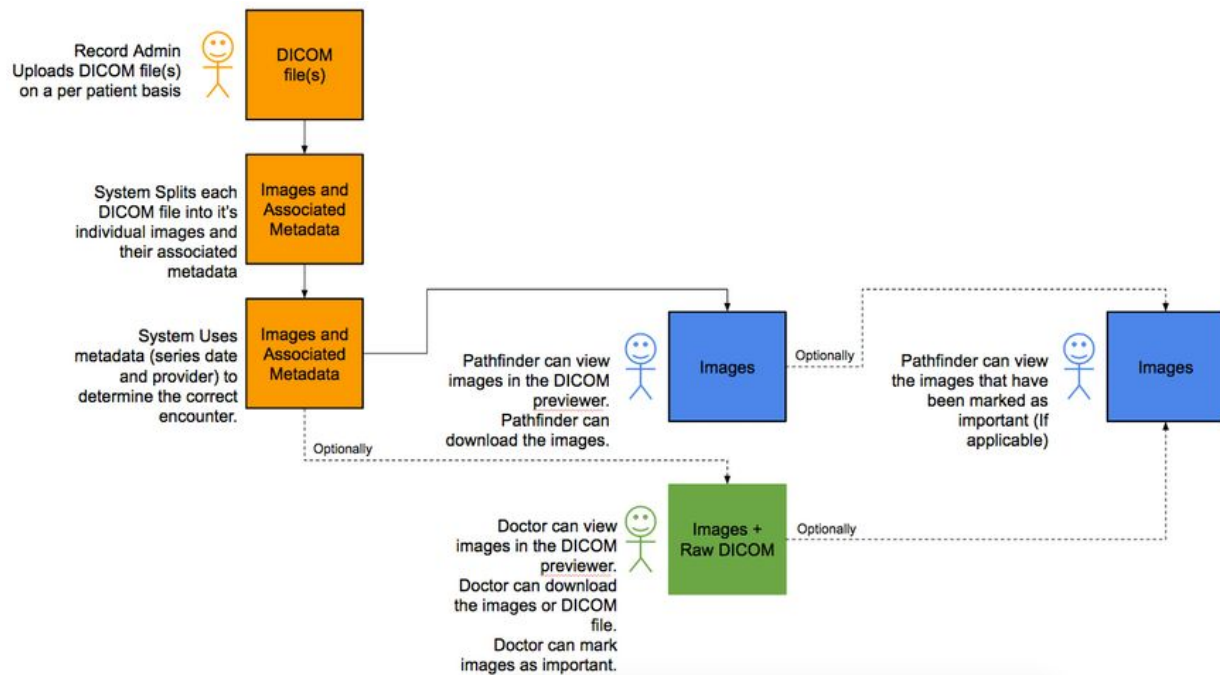 Record Admin
Uploads DICOM file(s)
on a per patient basis
DICOM
file(s)
System Splits each
DICOM file into it's
individual images and
their associated
metadata
Images and
Associated
Metadata
System Uses
metadata (series date
and provider) to
determine the correct
encounter.
Images and
Associated
Metadata
Optionally
Pathfinder can view
images in the DICOM
previewer.
Pathfinder can
download the images.
Images
Optionally
Pathfinder can view
the images that have
been marked as
important (If
applicable)
Images
Doctor can view
images in the DICOM
previewer.
Doctor can download
the images or DICOM
file.
Doctor can mark
images as important.
Images +
Raw DICOM
Optionally